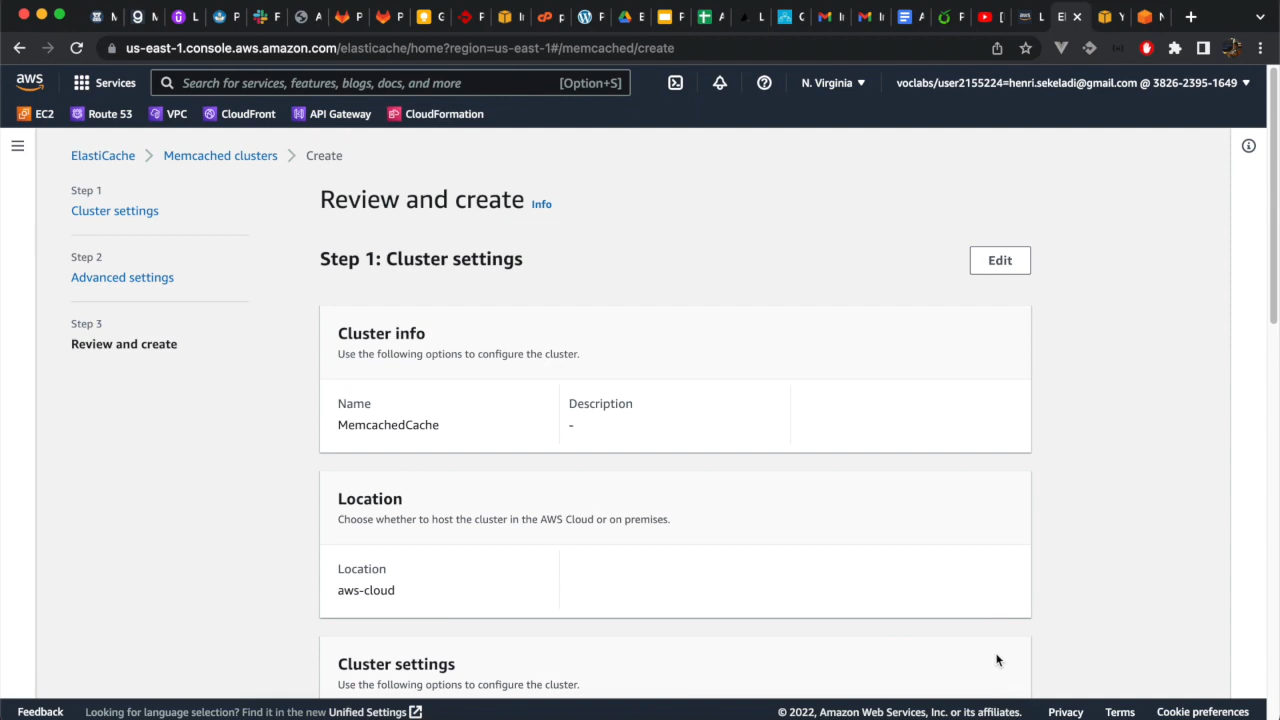 us-east-1.console.aws.amazon.com/elasticache/home?region=us-east-1#/memcached/create
aws
Services
Search for services, features, blogs, docs, and more
[Option+S]
N. Virginia
voclabs/user2155224=henri.sekeladi@gmail.com @ 3826-2395-1649
EC2
Route 53
VPC
CloudFront
API Gateway
CloudFormation
ElastiCache
Memcached clusters
Create
Step 1
Cluster settings
Step 2
Advanced settings
Step 3
Review and create
Review and create Info
Step 1: Cluster settings
Edit
Cluster info
Use the following options to configure the cluster.
Name
MemcachedCache
Description
-
Location
Choose whether to host the cluster in the AWS Cloud or on premises.
Location
aws-cloud
Cluster settings
Use the following options to configure the cluster.
Feedback
Looking for language selection? Find it in the new Unified Settings
© 2022, Amazon Web Services, Inc. or its affiliates.
Privacy
Terms
Cookie preferences